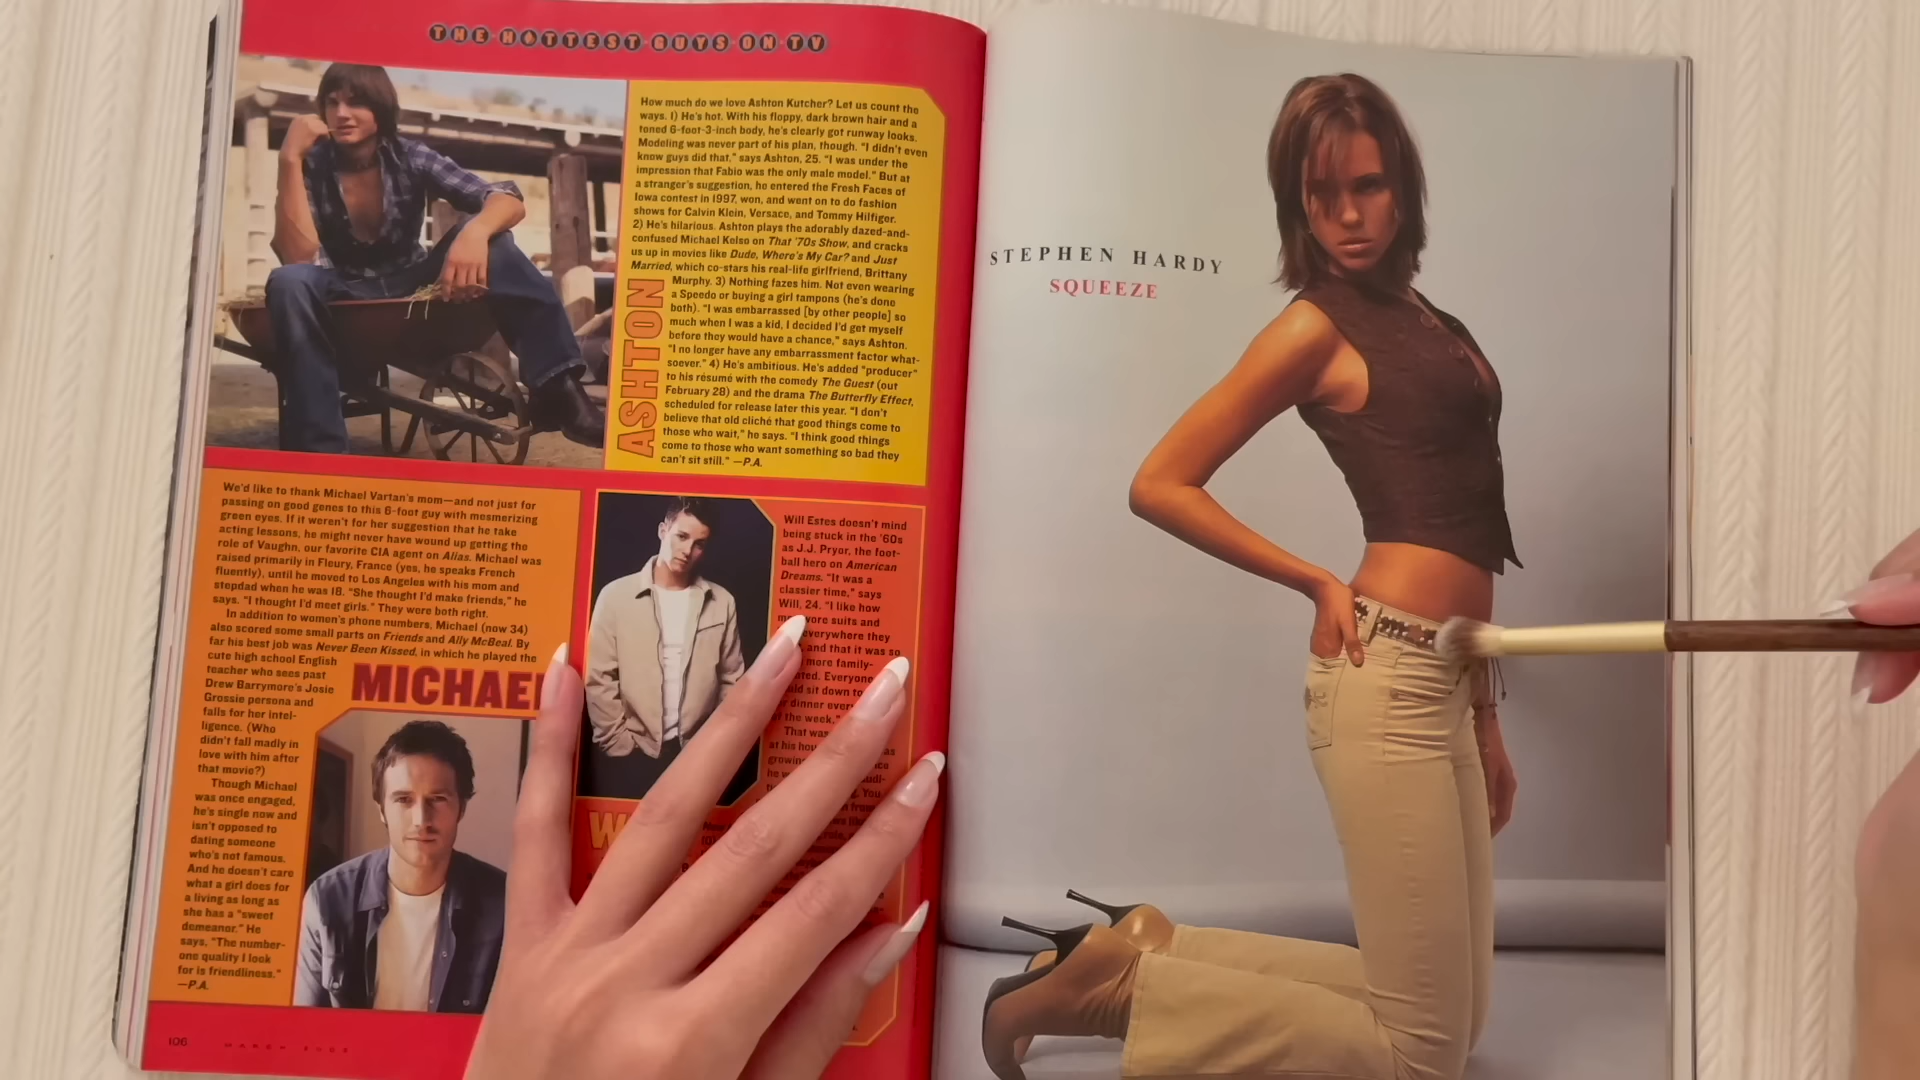 THE HOTTEST GUYS ON TV
How much do we love Ashton Kutcher? Let us count the
ways. 1) He's hot. With his floppy, dark brown hair and a
toned 6-foot-3-inch body, he's clearly got runway looks.
Modeling was never part of his plan, though. "I didn't even
know guys did that," says Ashton, 25. "I was under the
impression that Fabio was the only male model." But at
a stranger's suggestion, he entered the Fresh Faces of
Iowa contest in 1997, won, and went on to do fashion
shows for Calvin Klein, Versace, and Tommy Hilfiger.
2) He's hilarious. Ashton plays the adorably dazed-and-
confused Michael Kelso on That '70s Show, and cracks
us up in movies like Dude, Where's My Car? and Just
Married, which co-stars his real-life girlfriend, Brittany
Murphy. 3) Nothing fazes him. Not even wearing
a Speedo or buying a girl tampons (he's done
both). "I was embarrassed [by other people] so
much when I was a kid, I decided I'd get myself
before they would have a chance," says Ashton.
"I no longer have any embarrassment factor what-
soever." 4) He's ambitious. He's added "producer"
to his résumé with the comedy The Guest (out
February 28) and the drama The Butterfly Effect,
scheduled for release later this year. "I don't
believe that old cliché that good things come to
those who wait," he says. "I think good things
come to those who want something so bad they
can't sit still." —P.A.
ASHTON
We'd like to thank Michael Vartan's mom—and not just for
passing on good genes to this 6-foot guy with mesmerizing
green eyes. If it weren't for her suggestion that he take
acting lessons, he might never have wound up getting the
role of Vaughn, our favorite CIA agent on Alias. Michael was
raised primarily in Fleury, France (yes, he speaks French
fluently), until he moved to Los Angeles with his mom and
stepdad when he was 18. "She thought I'd make friends," he
says. "I thought I'd meet girls." They were both right.
In addition to women's phone numbers, Michael (now 34)
also scored some small parts on Friends and Ally McBeal. By
far his best job was Never Been Kissed, in which he played the
cute high school English
teacher who sees past
Drew Barrymore's Josie
Grossie persona and
falls for her intel-
ligence. (Who
didn't fall madly in
love with him after
that movie?)
Though Michael
was once engaged,
he's single now and
isn't opposed to
dating someone
who's not famous.
And he doesn't care
what a girl does for
a living as long as
she has a "sweet
demeanor." He
says, "The number-
one quality I look
for is friendliness."
—P.A.
MICHAEL
Will Estes doesn't mind
being stuck in the '60s
as J.J. Pryor, the foot-
ball hero on American
Dreams. "It was a
classier time," says
Will, 24. "I like how
wore suits and
everywhere they
and that it was so
more family-
Everyone
sit down to
dinner
of the week."
That was
at his
he
You
106
MARCH 2003
STEPHEN HARDY
SQUEEZE